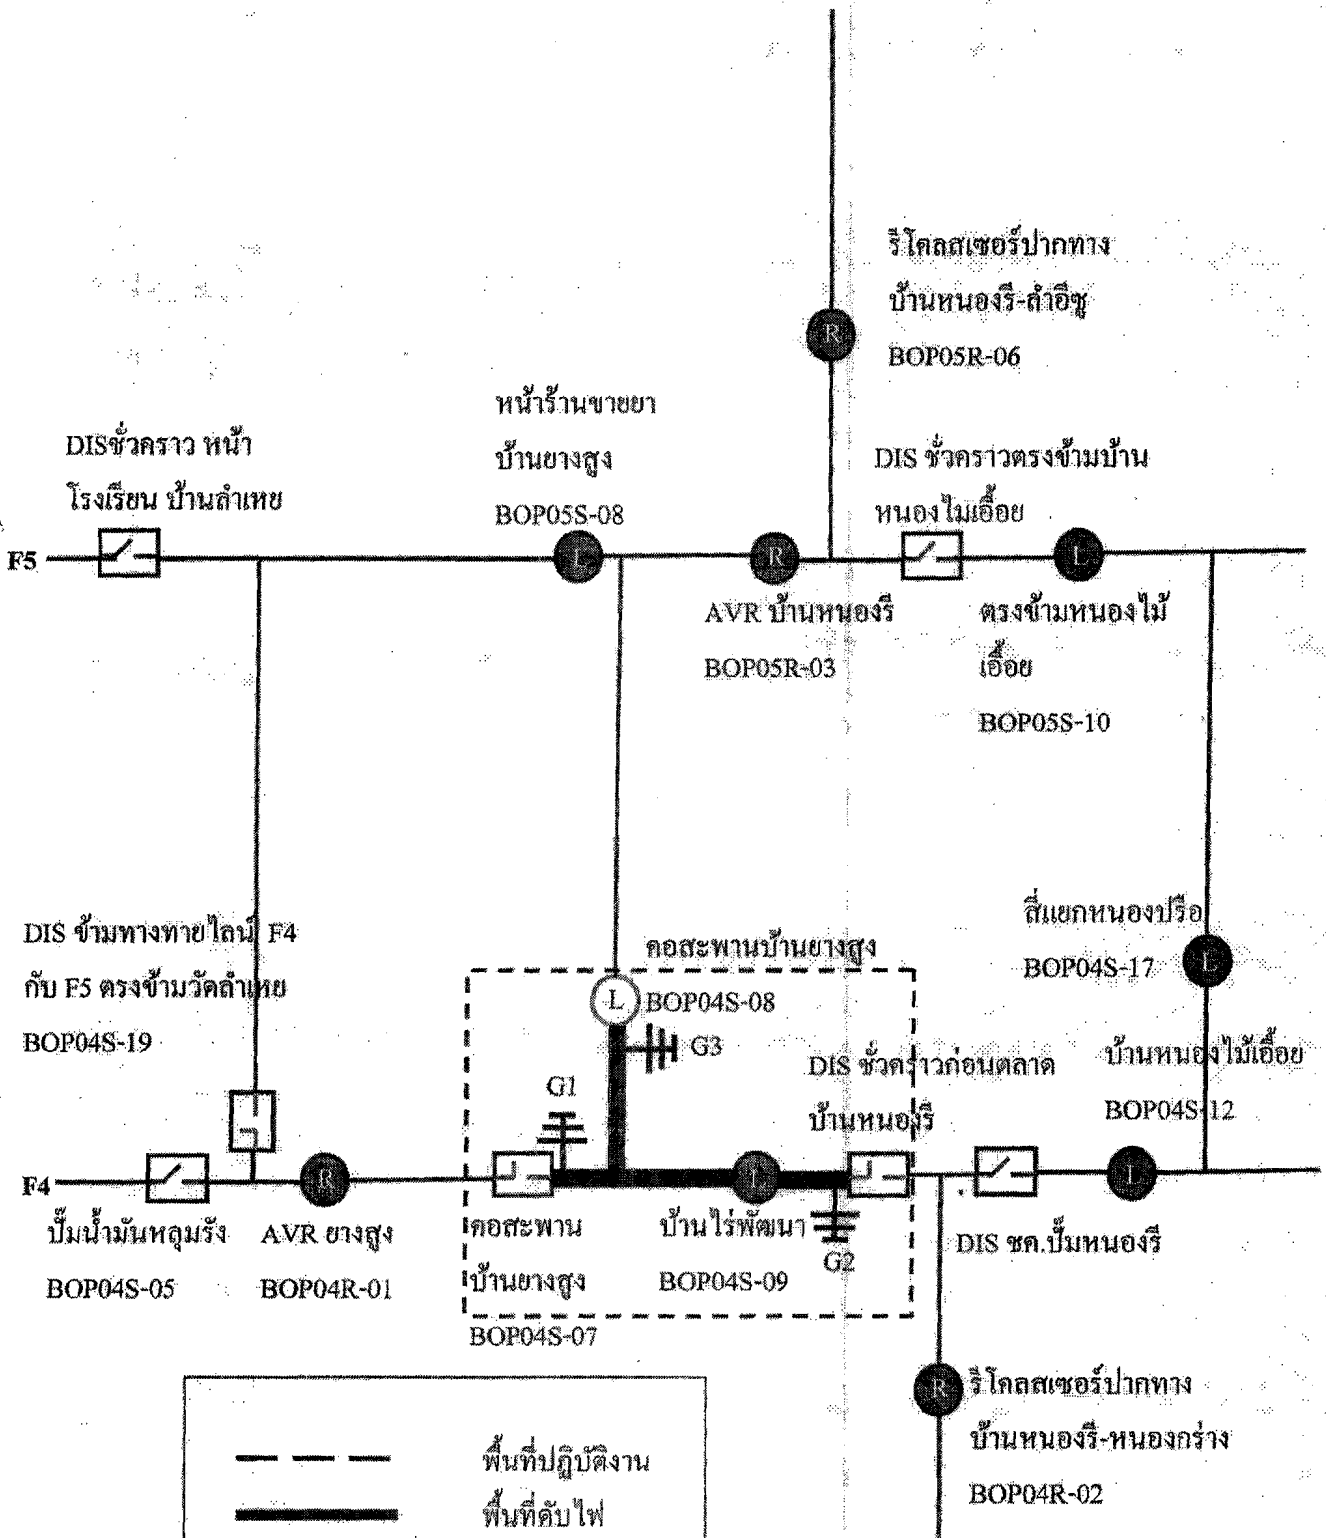 รีโคลสเซอร์ปากทาง
บ้านหนองรี-ลำอีซู
BOP05R-06
R
หน้าร้านขายยา
บ้านยางสูง
BOP05S-08
DISชั่วคราว หน้า
โรงเรียน บ้านลำเหย
DIS ชั่วคราวตรงข้ามบ้าน
หนองไม้เอื้อย
F5
L
R
L
AVR บ้านหนองรี
BOP05R-03
ตรงข้ามหนองไม้
เอื้อย
BOP05S-10
สี่แยกหนองปรือ
BOP04S-17
L
DIS ข้ามทางทายไลน์ F4
กับ F5 ตรงข้ามวัดลำเหย
BOP04S-19
คอสะพานบ้านยางสูง
BOP04S-08
L
G3
G1
DIS ชั่วคราวก่อนตลาด
บ้านหนองรี
บ้านหนองไม้เอื้อย
BOP04S-12
F4
R
L
L
ปั๊มน้ำมันหลุมรัง
BOP04S-05
AVR ยางสูง
BOP04R-01
คอสะพาน
บ้านยางสูง
BOP04S-07
บ้านไร่พัฒนา
BOP04S-09
G2
DIS ชค.ปั๊มหนองรี
R
รีโคลสเซอร์ปากทาง
บ้านหนองรี-หนองกร่าง
BOP04R-02
พื้นที่ปฏิบัติงาน
พื้นที่ดับไฟ